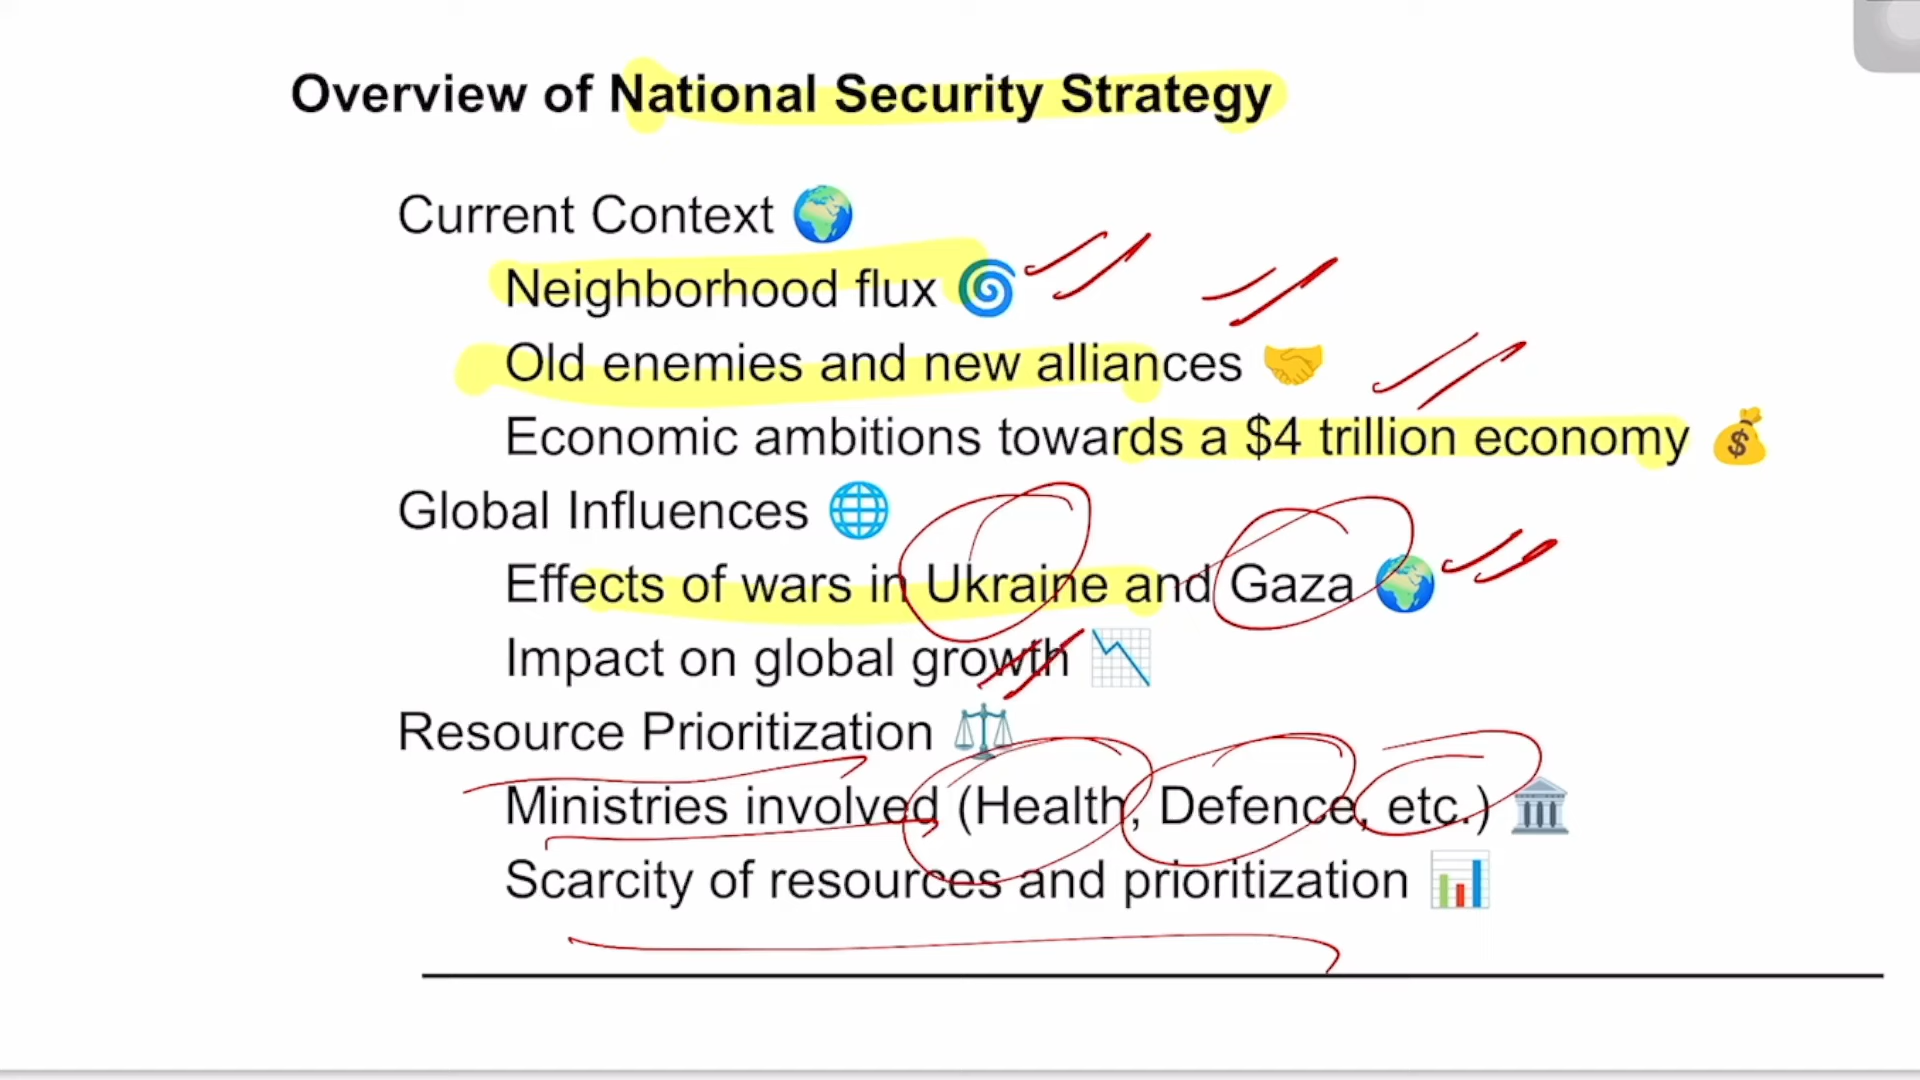 Overview of National Security Strategy
Current Context 🌍
Neighborhood flux 🌀
Old enemies and new alliances 🤝
Economic ambitions towards a $4 trillion economy 💰
Global Influences 🌐
Effects of wars in Ukraine and Gaza 🌍
Impact on global growth 📉
Resource Prioritization ⚖️
Ministries involved (Health, Defence, etc.) 🏛️
Scarcity of resources and prioritization 📊